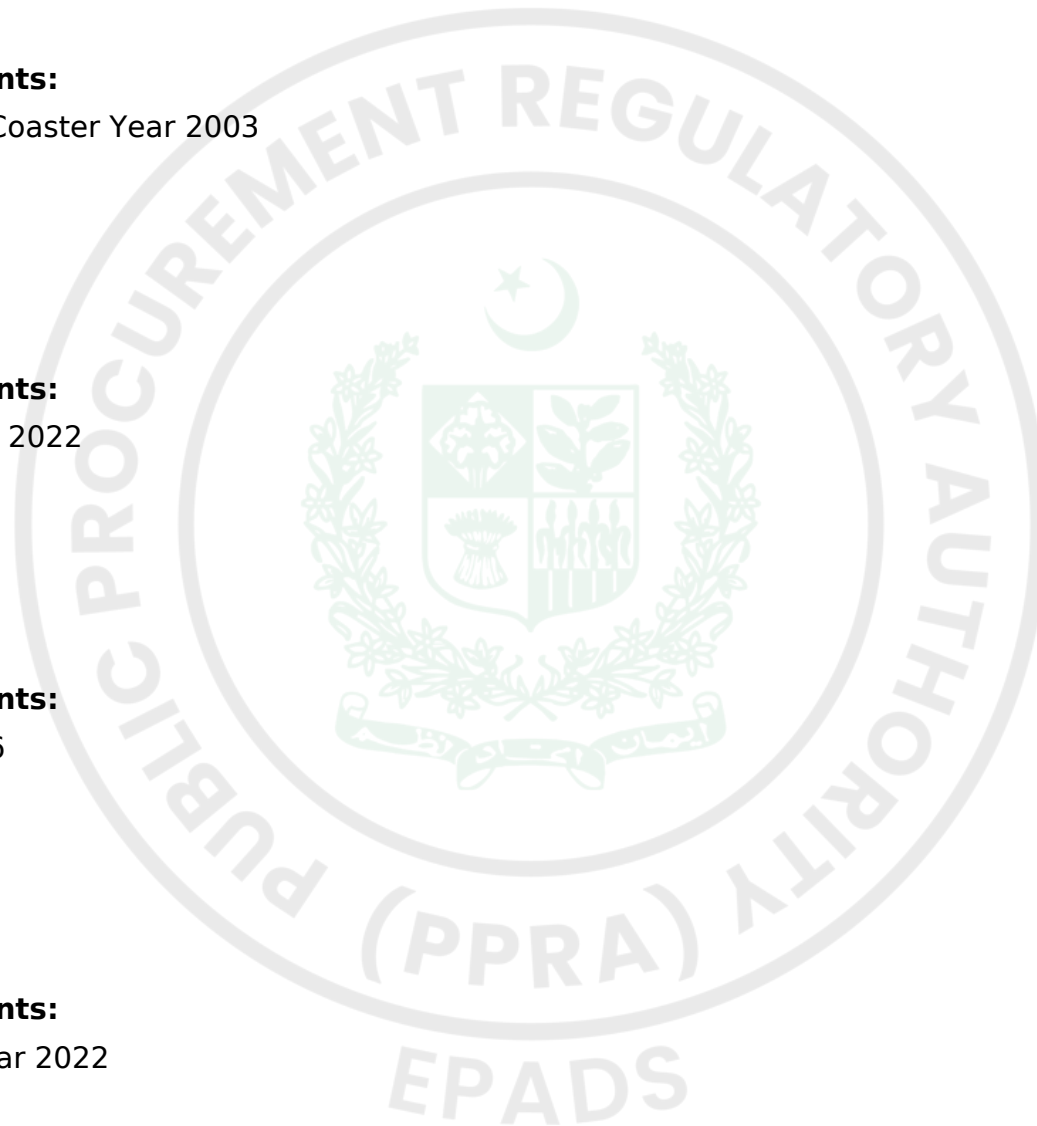 nts:
Coaster Year 2003
nts:
2022
nts:
6
nts:
ar 2022
PUBLIC PROCUREMENT REGULATORY AUTHORITY
(PPRA)
EPADS